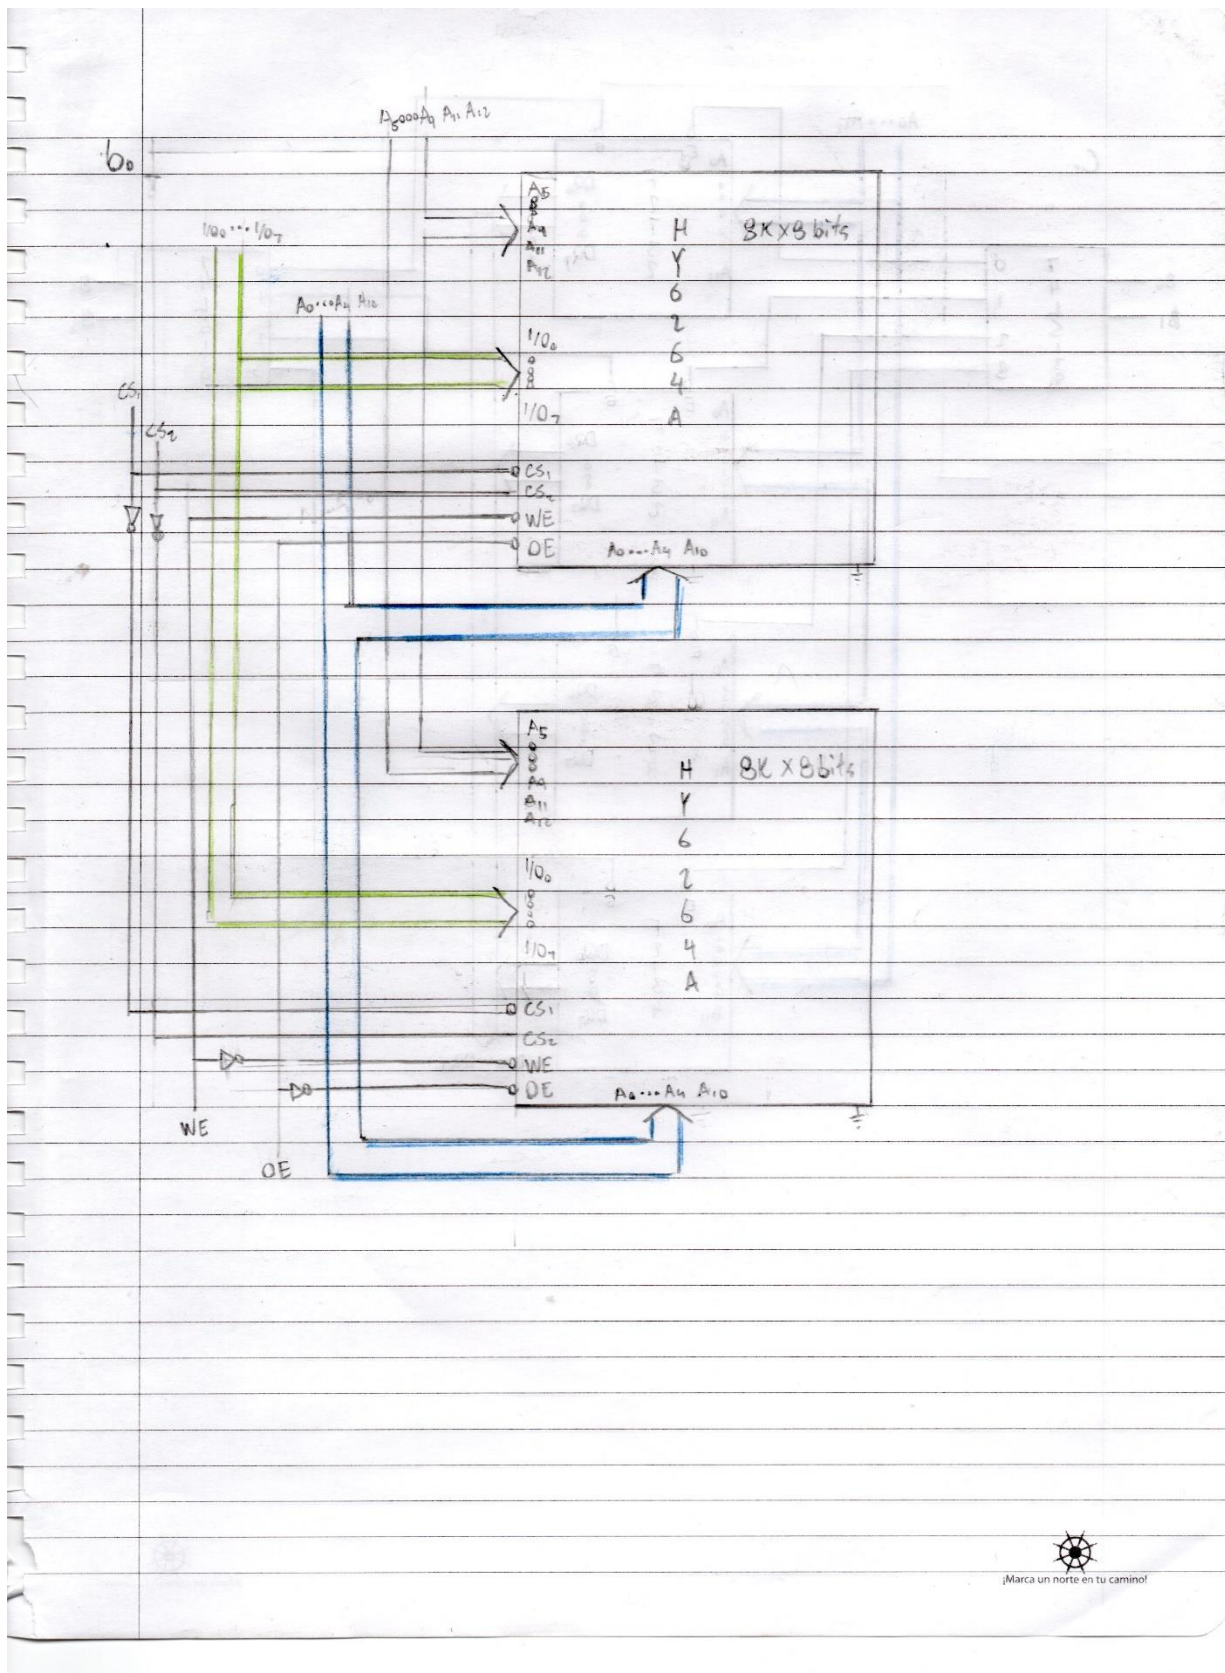 A5oooA9 A11 A12
b.
I/O0...I/O7
A0...A4 A10
CS1
CS2
A5
A9
A11
A12
I/O0
I/O7
CS1
CS2
WE
OE
A0...A4 A10
H
Y
6
2
6
4
A
8K x 8 bits
A5
A9
A11
A12
I/O0
I/O7
CS1
CS2
WE
OE
A0...A4 A10
H
Y
6
2
6
4
A
8K x 8 bits
WE
OE
¡Marca un norte en tu camino!